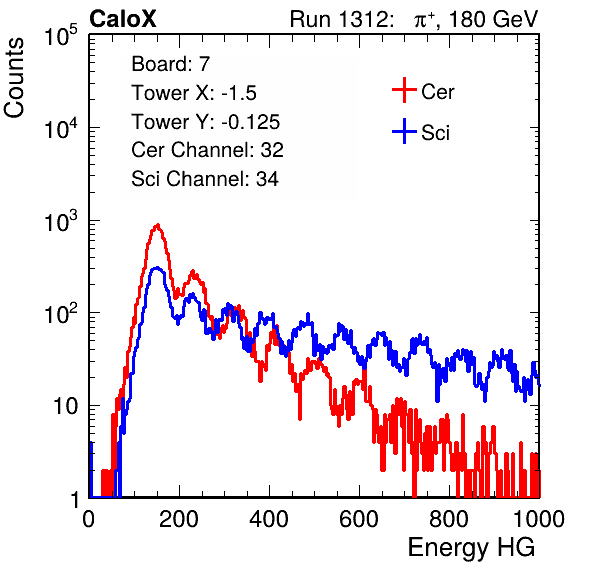 CaloX Run 1312: π⁺, 180 GeV
Counts
10⁵
10⁴
10³
10²
10
1
Board: 7
Tower X: -1.5
Tower Y: -0.125
Cer Channel: 32
Sci Channel: 34
Cer
Sci
0 200 400 600 800 1000
Energy HG